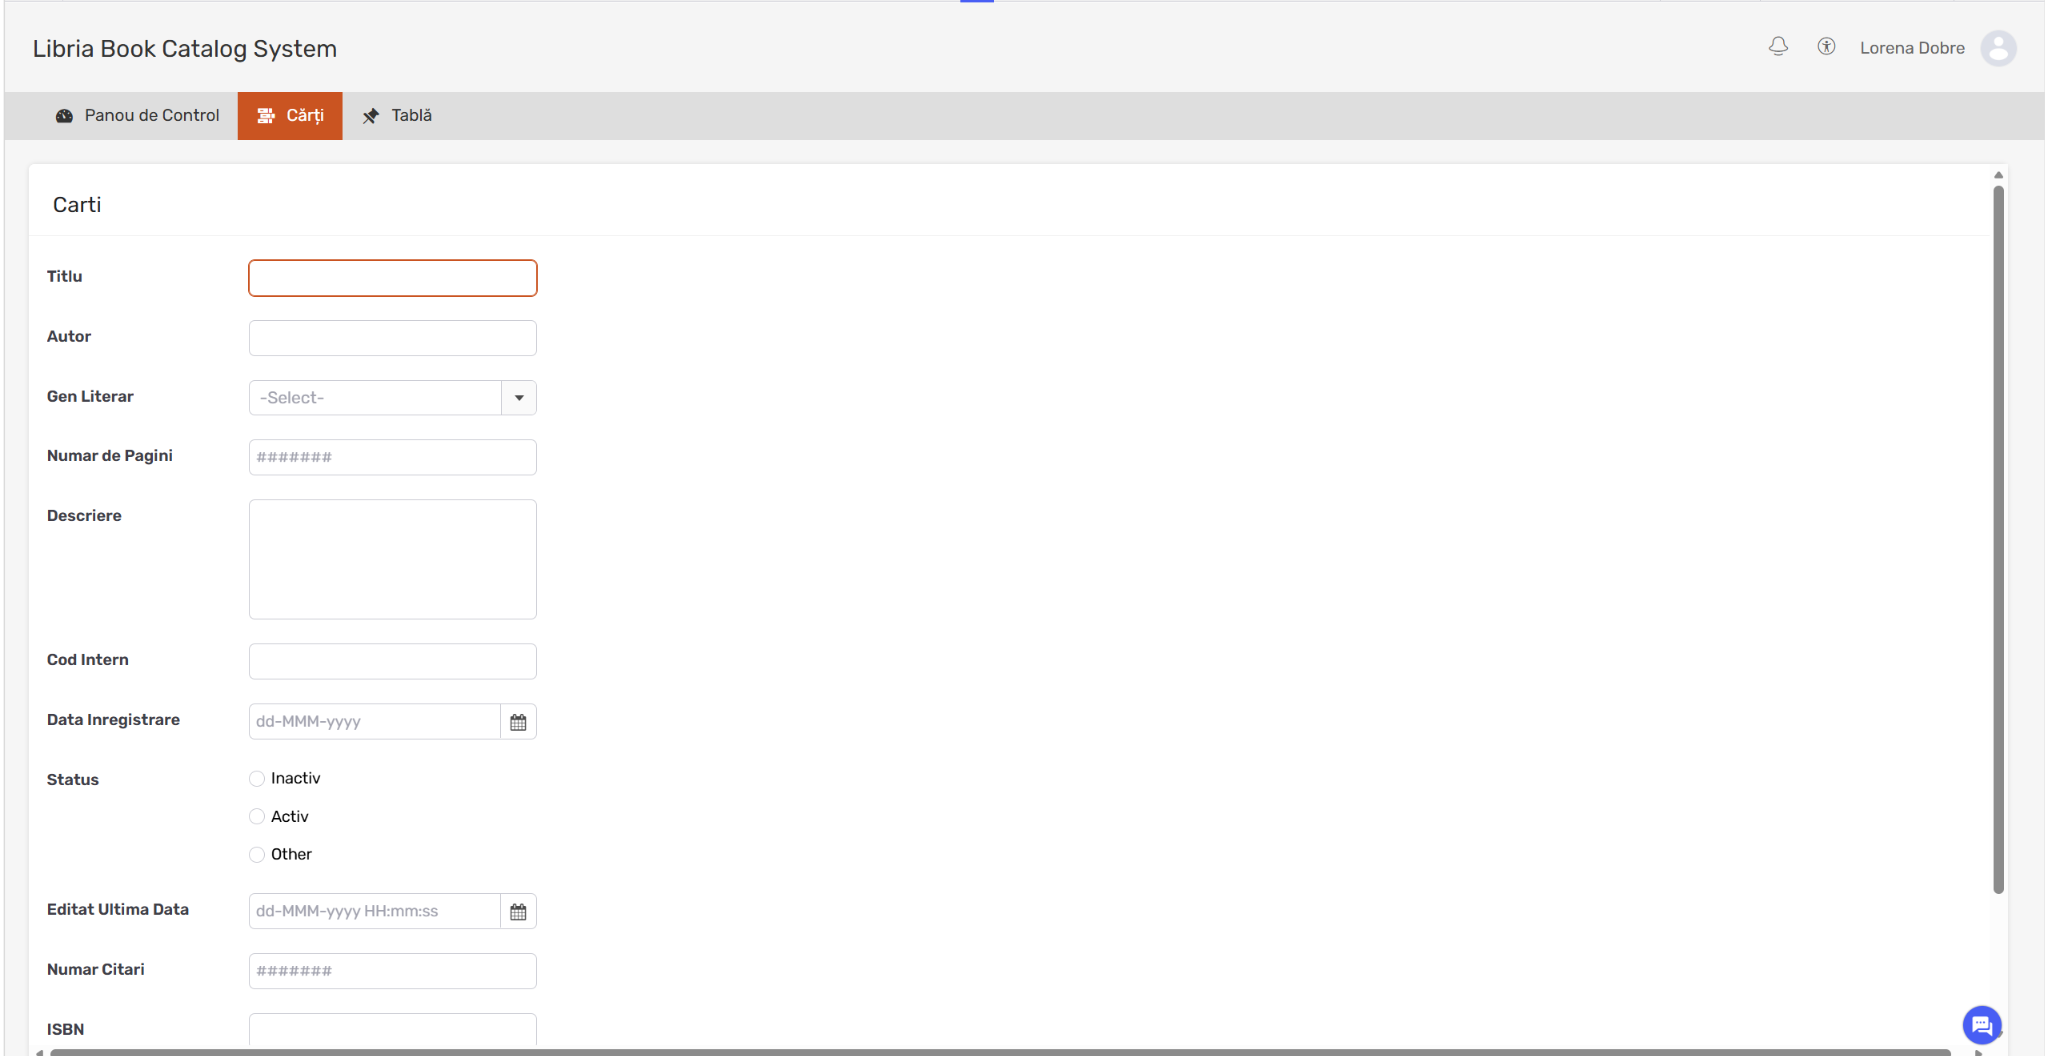 Libria Book Catalog System
Lorena Dobre
Panou de Control
Cărți
Tablă
Carti
Titlu
Autor
Gen Literar
-Select-
Numar de Pagini
#######
Descriere
Cod Intern
Data Inregistrare
dd-MMM-yyyy
Status
Inactiv
Activ
Other
Editat Ultima Data
dd-MMM-yyyy HH:mm:ss
Numar Citari
#######
ISBN